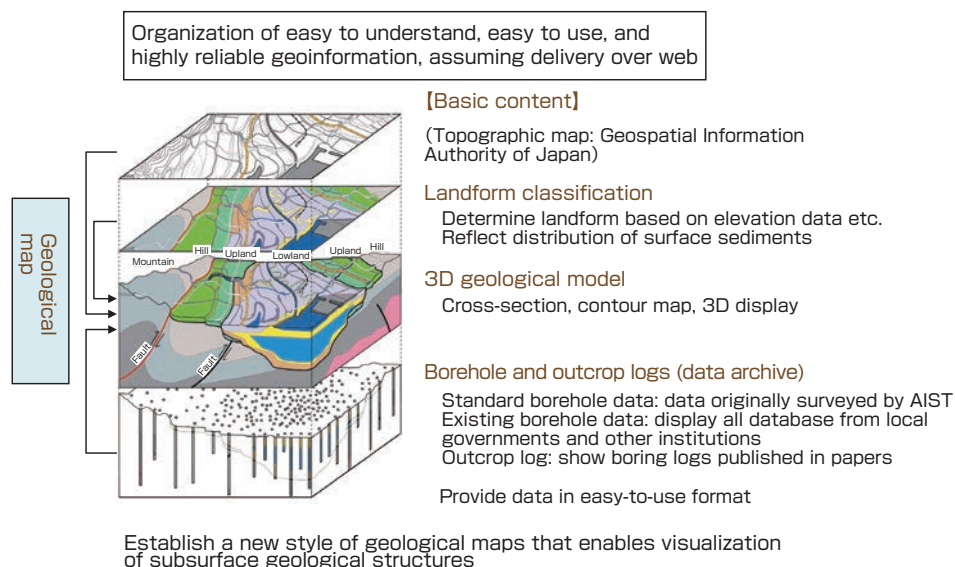 Organization of easy to understand, easy to use, and
highly reliable geoinformation, assuming delivery over web
【Basic content】
(Topographic map: Geospatial Information
Authority of Japan)
Landform classification
Determine landform based on elevation data etc.
Reflect distribution of surface sediments
3D geological model
Cross-section, contour map, 3D display
Borehole and outcrop logs (data archive)
Standard borehole data: data originally surveyed by AIST
Existing borehole data: display all database from local
governments and other institutions
Outcrop log: show boring logs published in papers
Provide data in easy-to-use format
Geological
map
Mountain
Hill
Upland
Lowland
Upland
Hill
Fault
Fault
Establish a new style of geological maps that enables visualization
of subsurface geological structures